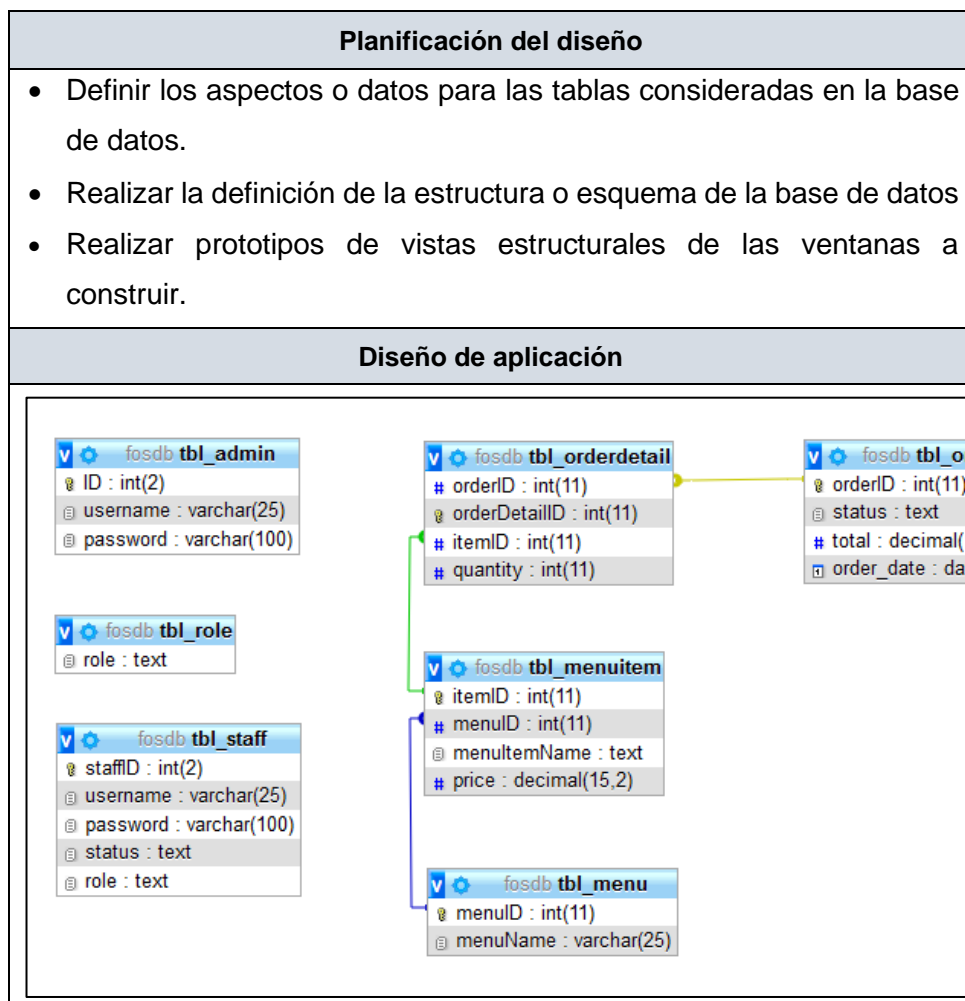 Planificación del diseño
• Definir los aspectos o datos para las tablas consideradas en la base
de datos.
• Realizar la definición de la estructura o esquema de la base de datos
• Realizar prototipos de vistas estructurales de las ventanas a
construir.
Diseño de aplicación
fosdb tbl_admin
ID : int(2)
username : varchar(25)
password : varchar(100)
fosdb tbl_role
role : text
fosdb tbl_staff
staffID : int(2)
username : varchar(25)
password : varchar(100)
status : text
role : text
fosdb tbl_orderdetail
# orderID : int(11)
orderDetailID : int(11)
# itemID : int(11)
# quantity : int(11)
fosdb tbl_menuitem
itemID : int(11)
# menuID : int(11)
menuItemName : text
# price : decimal(15,2)
fosdb tbl_menu
menuID : int(11)
menuName : varchar(25)
fosdb tbl_o
orderID : int(11)
status : text
# total : decimal(
order_date : da